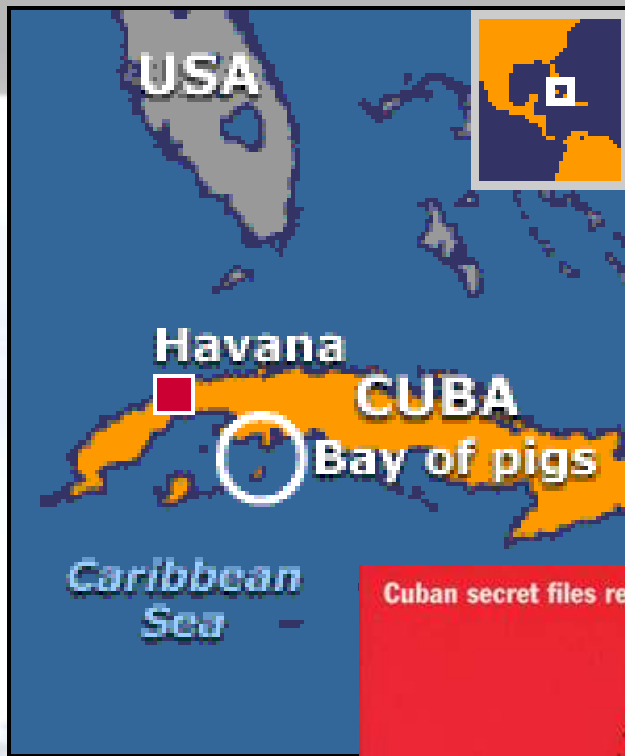 USA
Havana
CUBA
Bay of pigs
Caribbean
Sea
Cuban secret files re